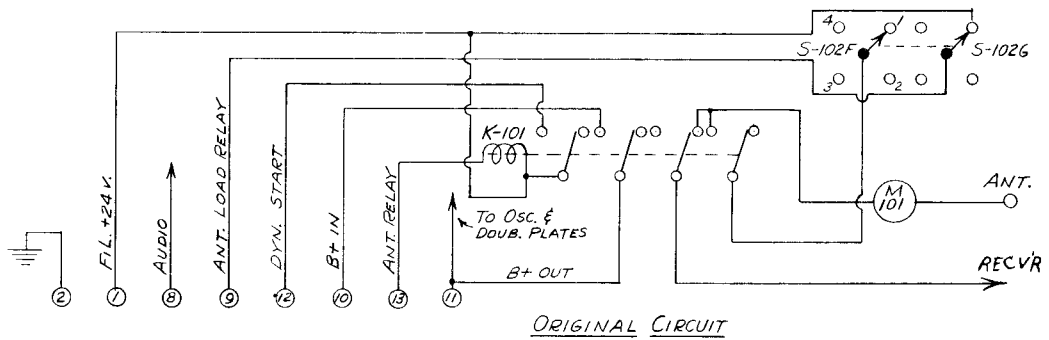 4 1
S-102F S-102G
3 2
K-101
FIL. +24V.
AUDIO
ANT. LOAD RELAY
DYN. START
B+ IN
ANT. RELAY
TO OSC. &
DOUB. PLATES
B+ OUT
M
101
ANT.
RECV'R
2 1 8 9 12 10 13 11
ORIGINAL CIRCUIT